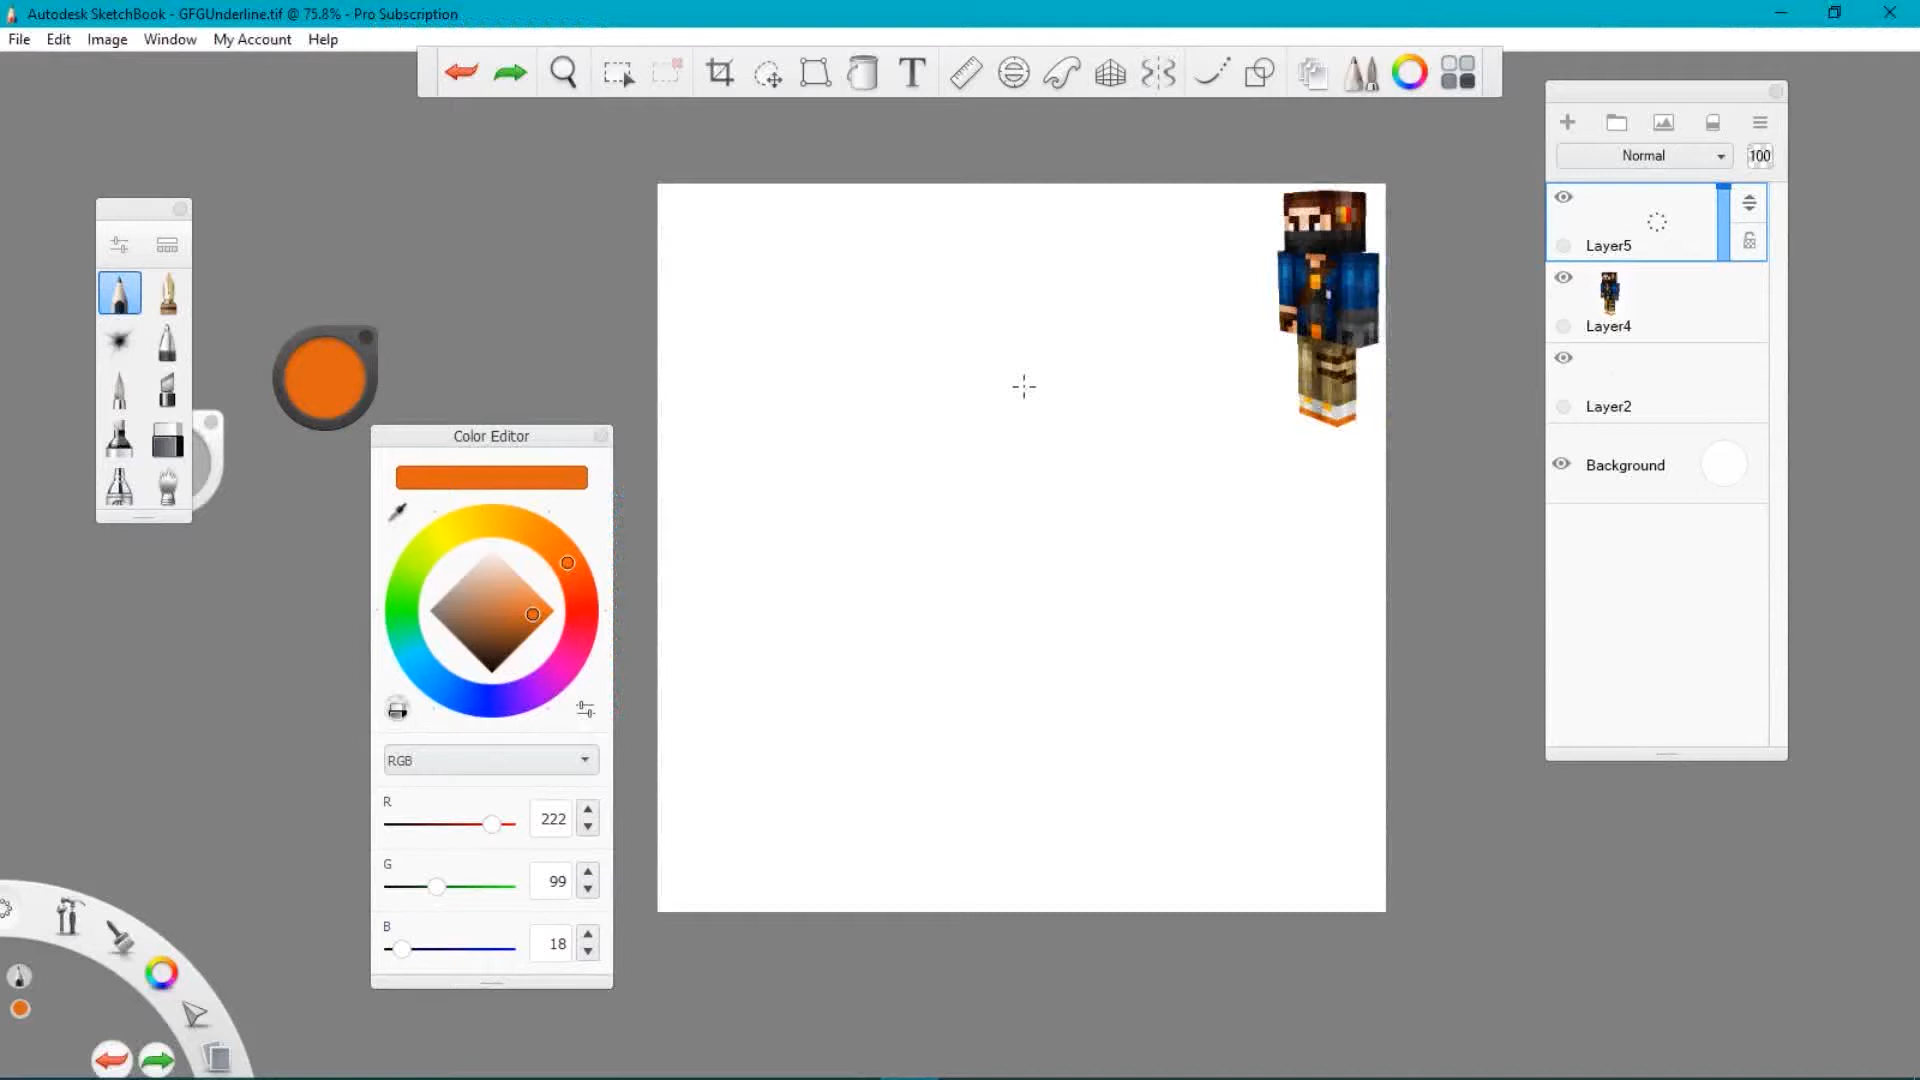 Autodesk SketchBook - GFGUnderline.tif @ 75.8% - Pro Subscription
File Edit Image Window My Account Help
T
Normal 100
Layer5
Layer4
Layer2
Background
Color Editor
RGB
R
222
G
99
B
18